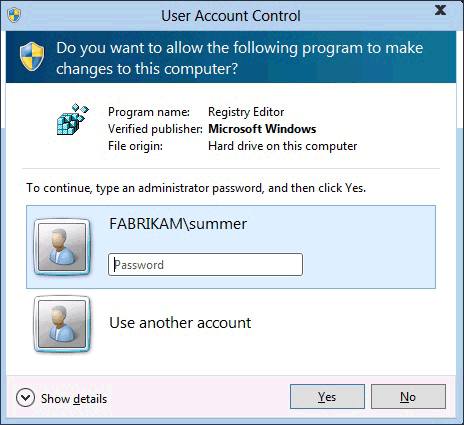 User Account Control
Do you want to allow the following program to make
changes to this computer?
Program name: Registry Editor
Verified publisher: Microsoft Windows
File origin: Hard drive on this computer
To continue, type an administrator password, and then click Yes.
FABRIKAM\summer
Password
Use another account
Show details
Yes
No